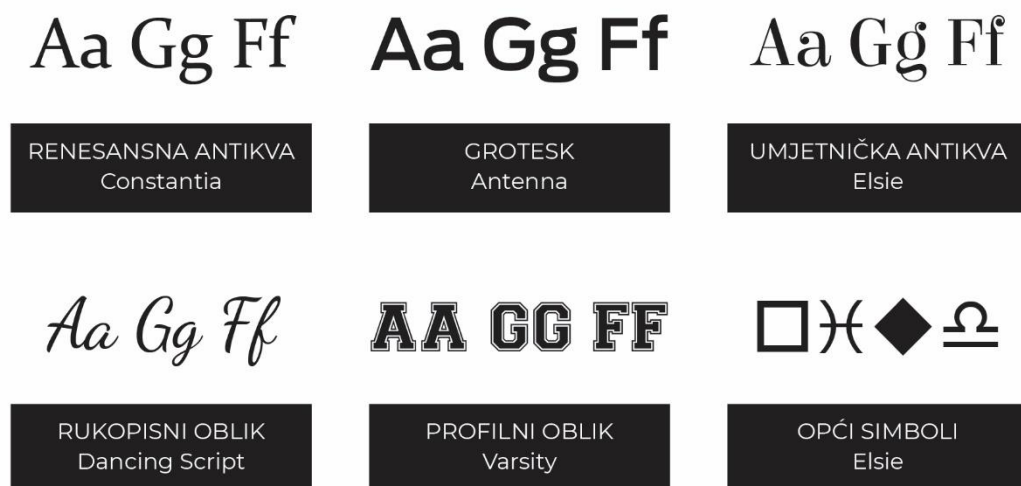 Aa Gg Ff
RENESANSNA ANTIKVA
Constantia
Aa Gg Ff
GROTESK
Antenna
Aa Gg Ff
UMJETNIČKA ANTIKVA
Elsie
Aa Gg Ff
RUKOPISNI OBLIK
Dancing Script
AA GG FF
PROFILNI OBLIK
Varsity
□♓◆♎
OPĆI SIMBOLI
Elsie